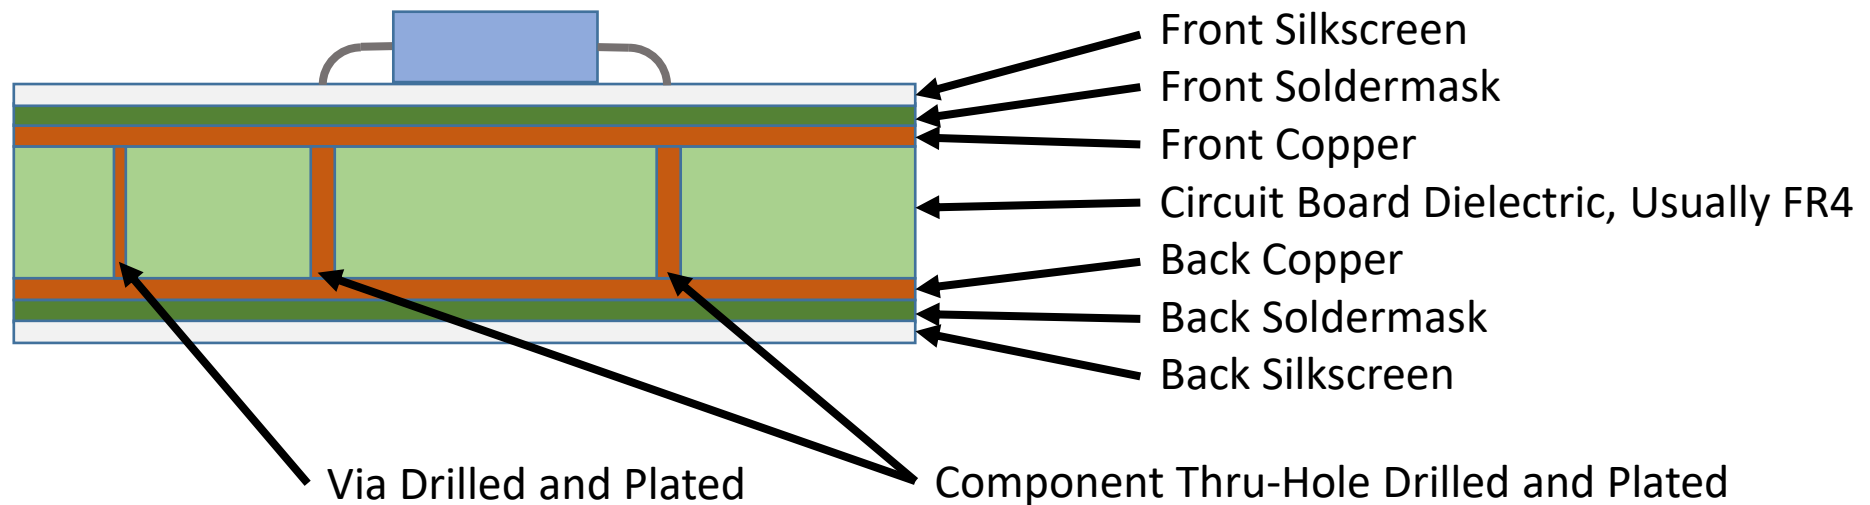 Front Silkscreen
Front Soldermask
Front Copper
Circuit Board Dielectric, Usually FR4
Back Copper
Back Soldermask
Back Silkscreen
Via Drilled and Plated
Component Thru-Hole Drilled and Plated